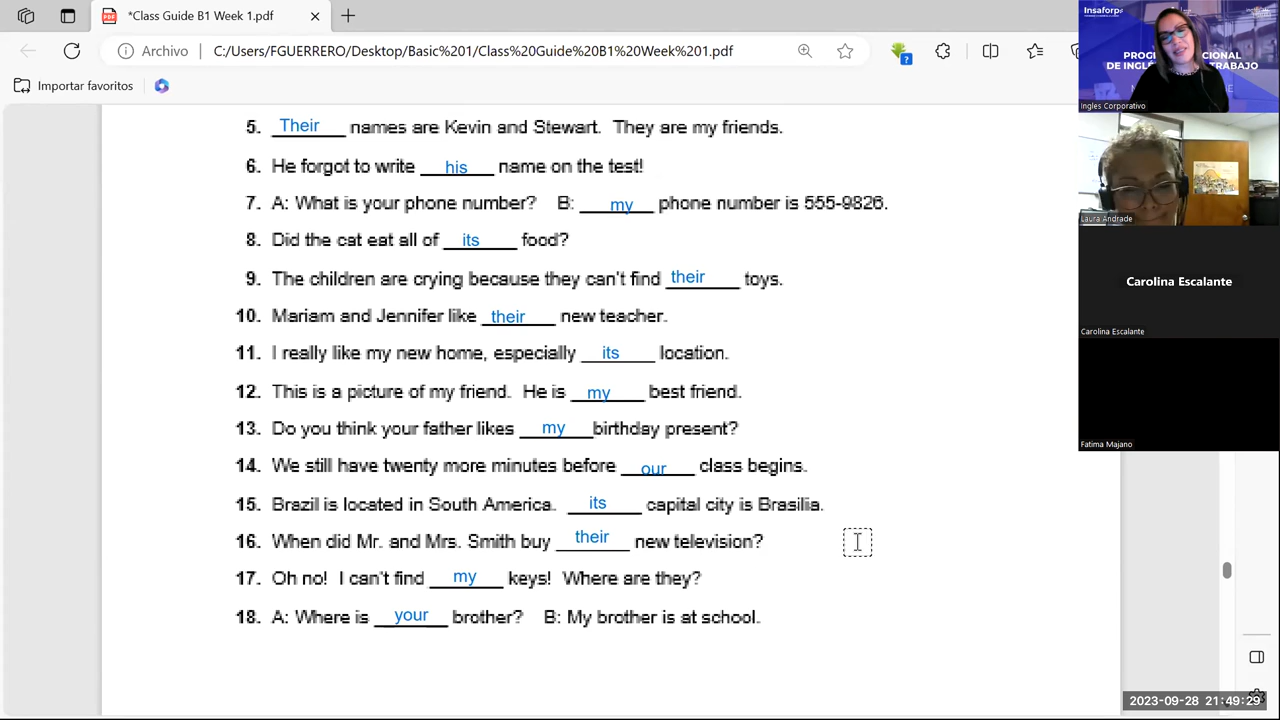 *Class Guide B1 Week 1.pdf
Archivo
C:/Users/FGUERRERO/Desktop/Basic%201/Class%20Guide%20B1%20Week%201.pdf
Importar favoritos
5. Their names are Kevin and Stewart. They are my friends.
6. He forgot to write his name on the test!
7. A: What is your phone number? B: my phone number is 555-9826.
8. Did the cat eat all of its food?
9. The children are crying because they can't find their toys.
10. Mariam and Jennifer like their new teacher.
11. I really like my new home, especially its location.
12. This is a picture of my friend. He is my best friend.
13. Do you think your father likes my birthday present?
14. We still have twenty more minutes before our class begins.
15. Brazil is located in South America. its capital city is Brasilia.
16. When did Mr. and Mrs. Smith buy their new television?
17. Oh no! I can't find my keys! Where are they?
18. A: Where is your brother? B: My brother is at school.
Insaforp
DE INGLÉ TRABAJO
Ingles Corporativo
Laura Andrade
Carolina Escalante
Carolina Escalante
Fatima Majano
2023-09-28 21:49:29